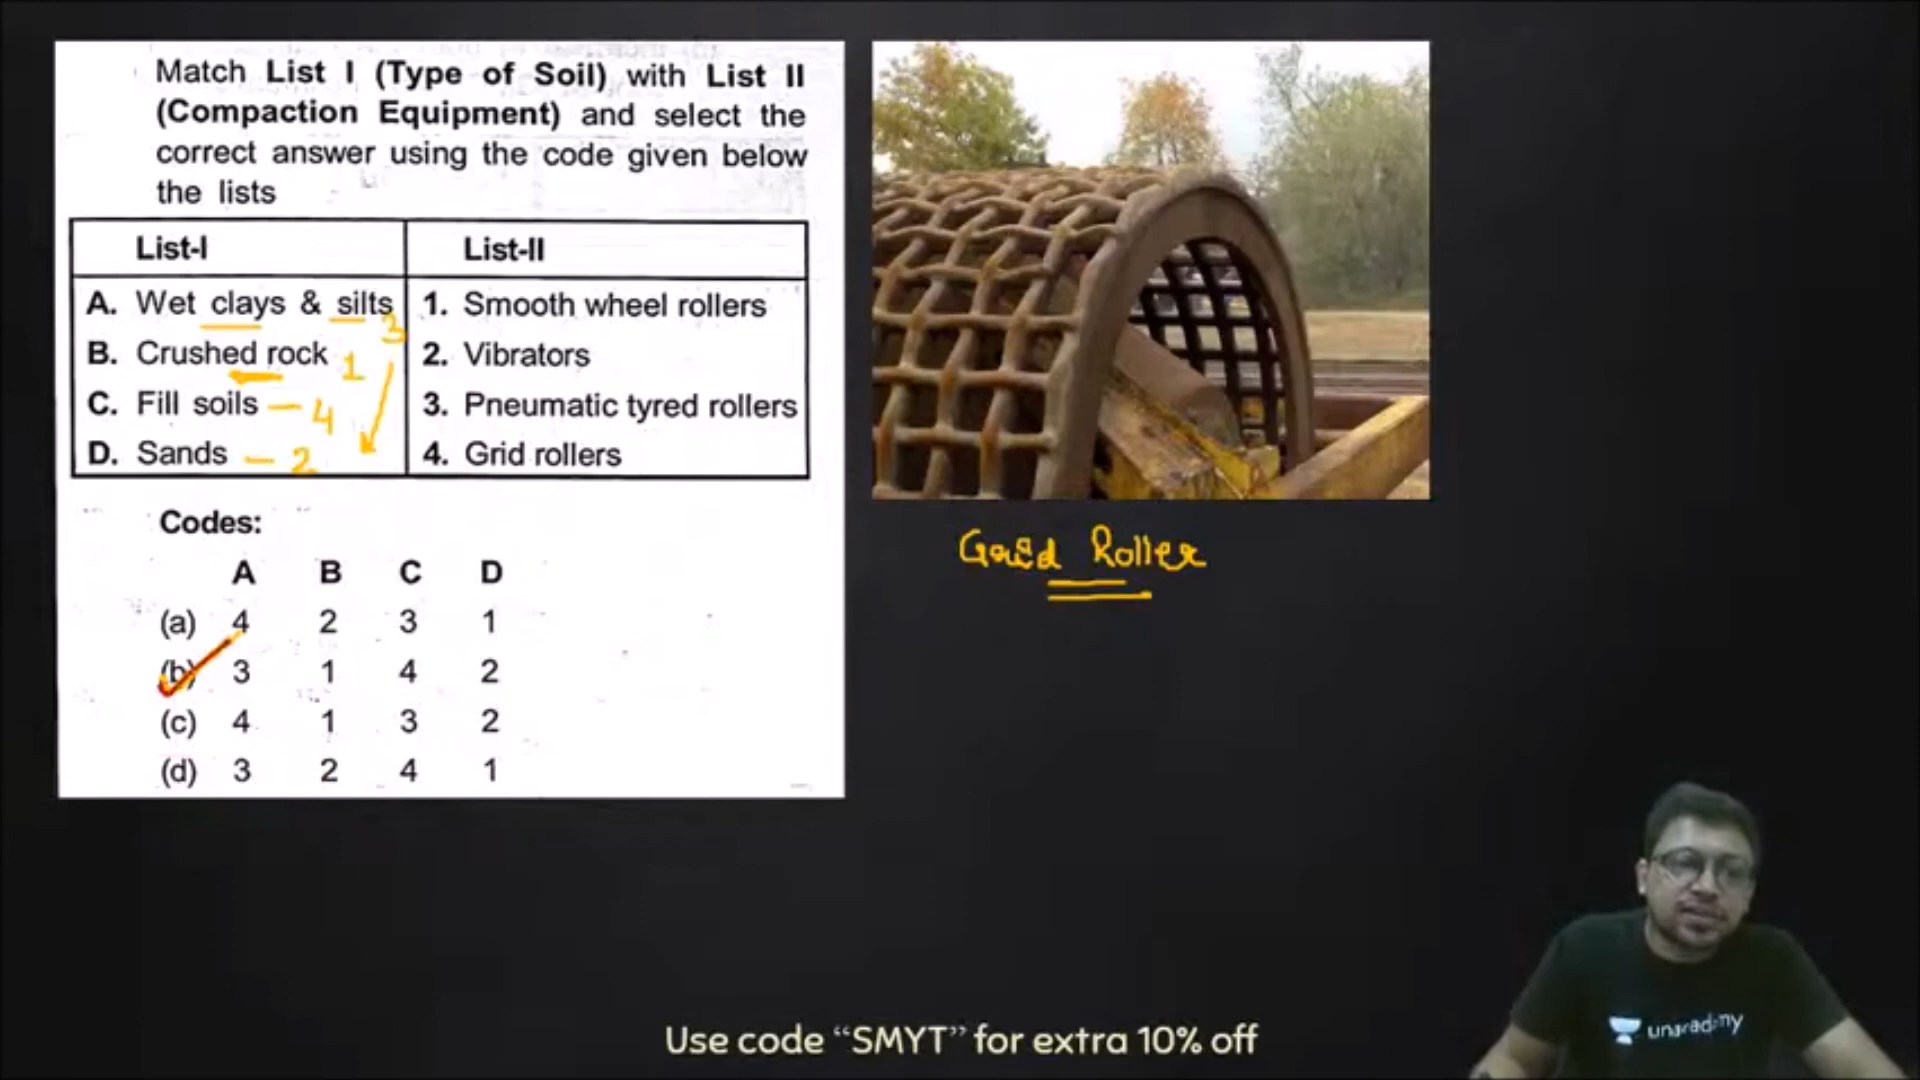 Match List I (Type of Soil) with List II
(Compaction Equipment) and select the
correct answer using the code given below
the lists
List-I List-II
A. Wet clays & silts 1. Smooth wheel rollers
3
B. Crushed rock 1 2. Vibrators
C. Fill soils — 4 3. Pneumatic tyred rollers
D. Sands — 2 4. Grid rollers
Codes:
A B C D
(a) 4 2 3 1
(b) 3 1 4 2
(c) 4 1 3 2
(d) 3 2 4 1
Grid Roller
unacademy
Use code “SMYT” for extra 10% off